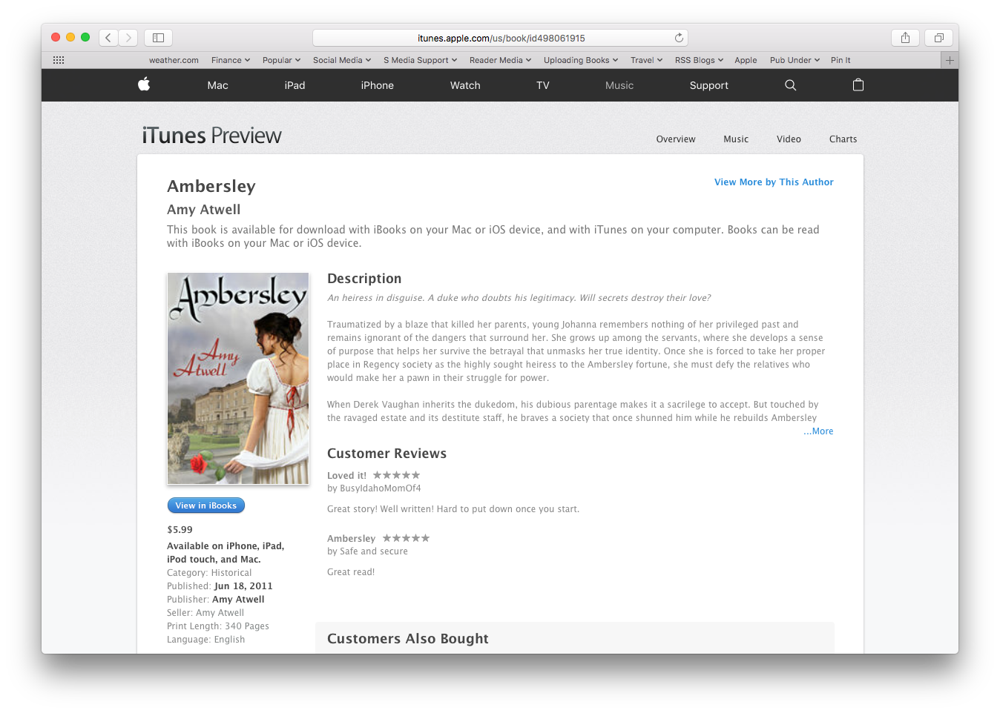 itunes.apple.com/us/book/id498061915
weather.com Finance Popular Social Media S Media Support Reader Media Uploading Books Travel RSS Blogs Apple Pub Under Pin It
Mac iPad iPhone Watch TV Music Support
iTunes Preview
Overview Music Video Charts
Ambersley
View More by This Author
Amy Atwell
This book is available for download with iBooks on your Mac or iOS device, and with iTunes on your computer. Books can be read
with iBooks on your Mac or iOS device.
Ambersley
Amy
Atwell
View in iBooks
$5.99
Available on iPhone, iPad,
iPod touch, and Mac.
Category: Historical
Published: Jun 18, 2011
Publisher: Amy Atwell
Seller: Amy Atwell
Print Length: 340 Pages
Language: English
Description
An heiress in disguise. A duke who doubts his legitimacy. Will secrets destroy their love?
Traumatized by a blaze that killed her parents, young Johanna remembers nothing of her privileged past and
remains ignorant of the dangers that surround her. She grows up among the servants, where she develops a sense
of purpose that helps her survive the betrayal that unmasks her true identity. Once she is forced to take her proper
place in Regency society as the highly sought heiress to the Ambersley fortune, she must defy the relatives who
would make her a pawn in their struggle for power.
When Derek Vaughan inherits the dukedom, his dubious parentage makes it a sacrilege to accept. But touched by
the ravaged estate and its destitute staff, he braves a society that once shunned him while he rebuilds Ambersley
...More
Customer Reviews
Loved it! ★★★★★
by BusyIdahoMomOf4
Great story! Well written! Hard to put down once you start.
Ambersley ★★★★★
by Safe and secure
Great read!
Customers Also Bought